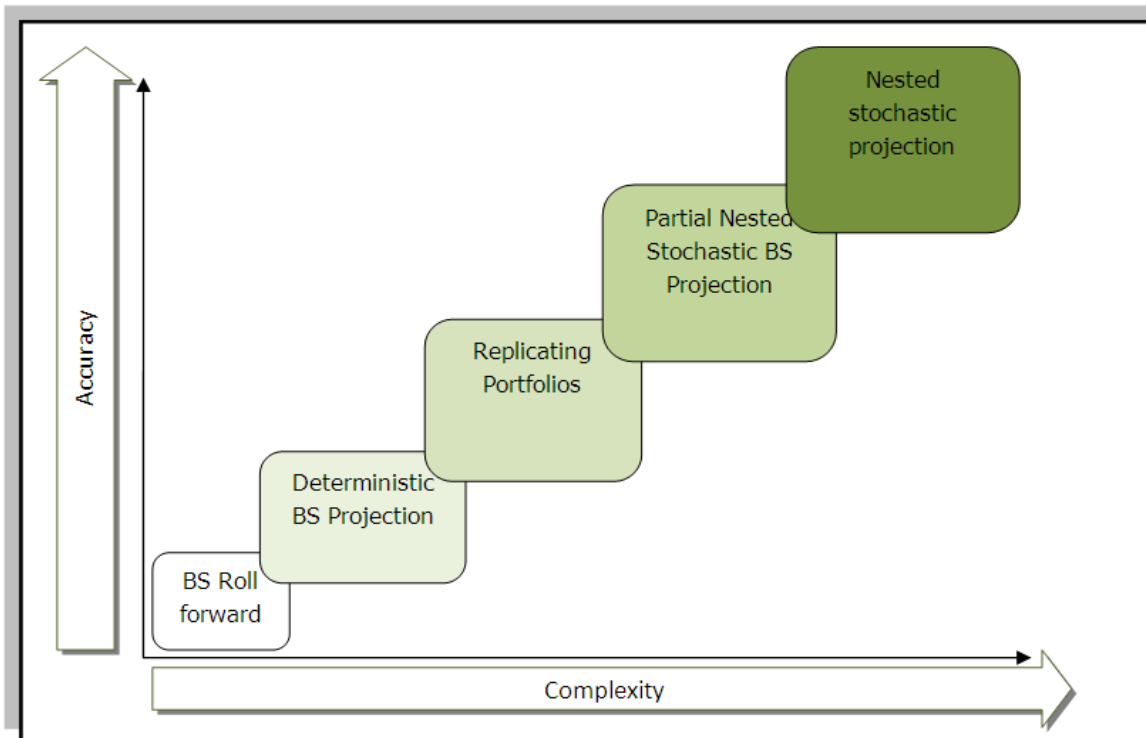 Nested
stochastic
projection
Partial Nested
Stochastic BS
Projection
Replicating
Portfolios
Deterministic
BS Projection
BS Roll
forward
Accuracy
Complexity